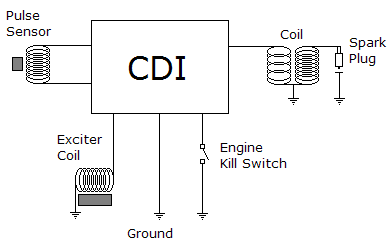 Pulse
Sensor
CDI
Coil
Spark
Plug
Exciter
Coil
Engine
Kill Switch
Ground